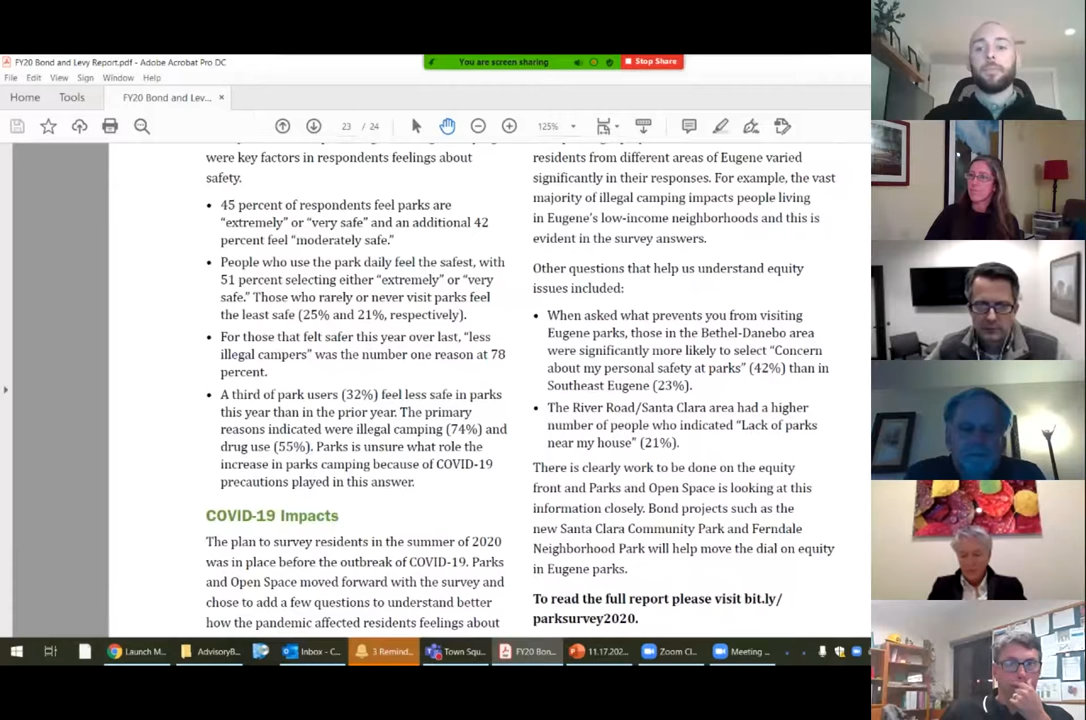 FY20 Bond and Levy Report.pdf - Adobe Acrobat Pro DC
You are screen sharing
Stop Share
File Edit View Sign Window Help
Home Tools FY20 Bond and Lev... ×
23 / 24
125%
were key factors in respondents feelings about
safety.
• 45 percent of respondents feel parks are
“extremely” or “very safe” and an additional 42
percent feel “moderately safe.”
• People who use the park daily feel the safest, with
51 percent selecting either “extremely” or “very
safe.” Those who rarely or never visit parks feel
the least safe (25% and 21%, respectively).
• For those that felt safer this year over last, “less
illegal campers” was the number one reason at 78
percent.
• A third of park users (32%) feel less safe in parks
this year than in the prior year. The primary
reasons indicated were illegal camping (74%) and
drug use (55%). Parks is unsure what role the
increase in parks camping because of COVID-19
precautions played in this answer.
COVID-19 Impacts
The plan to survey residents in the summer of 2020
was in place before the outbreak of COVID-19. Parks
and Open Space moved forward with the survey and
chose to add a few questions to understand better
how the pandemic affected residents feelings about
residents from different areas of Eugene varied
significantly in their responses. For example, the vast
majority of illegal camping impacts people living
in Eugene’s low-income neighborhoods and this is
evident in the survey answers.
Other questions that help us understand equity
issues included:
• When asked what prevents you from visiting
Eugene parks, those in the Bethel-Danebo area
were significantly more likely to select “Concern
about my personal safety at parks” (42%) than in
Southeast Eugene (23%).
• The River Road/Santa Clara area had a higher
number of people who indicated “Lack of parks
near my house” (21%).
There is clearly work to be done on the equity
front and Parks and Open Space is looking at this
information closely. Bond projects such as the
new Santa Clara Community Park and Ferndale
Neighborhood Park will help move the dial on equity
in Eugene parks.
To read the full report please visit bit.ly/
parksurvey2020.
Launch M... AdvisoryB... Inbox - C... 3 Remind... Town Squ... FY20 Bon... 11.17.202... Zoom Cl... Meeting ...